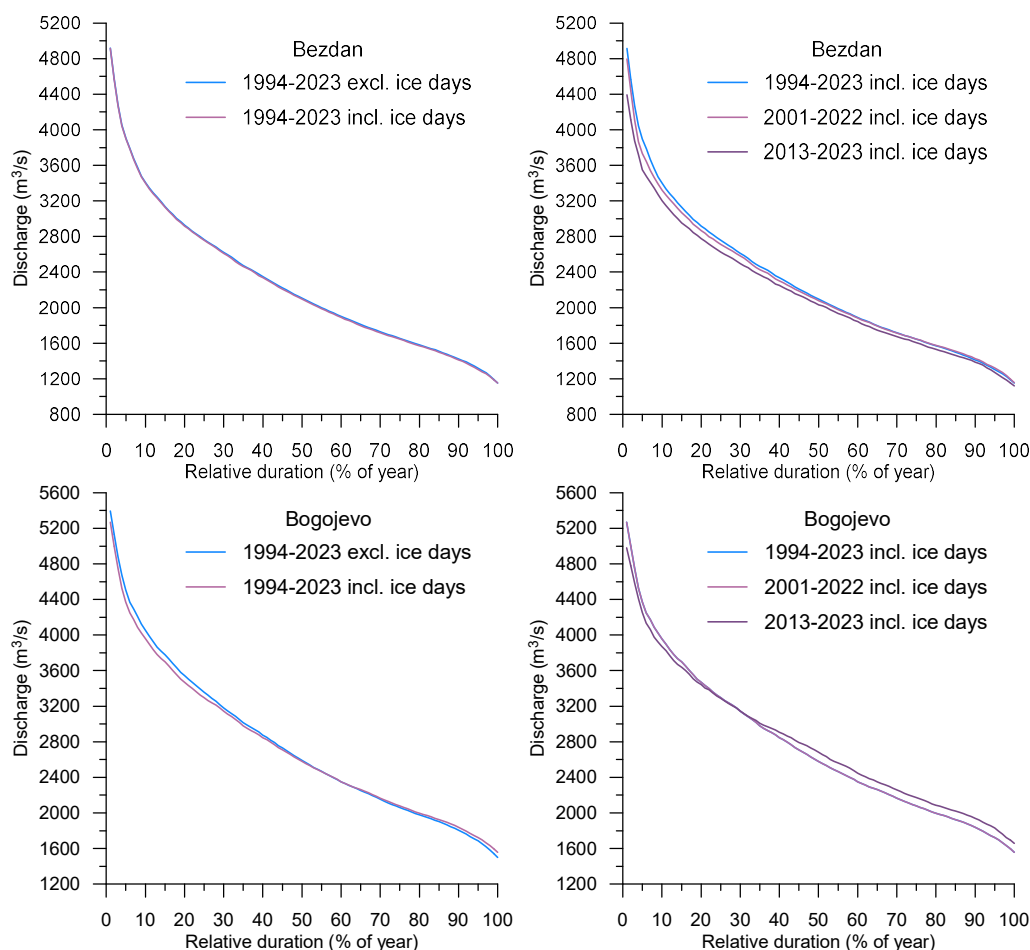 Bezdan
1994-2023 excl. ice days
1994-2023 incl. ice days
Discharge (m³/s)
5200
4800
4400
4000
3600
3200
2800
2400
2000
1600
1200
800
0 10 20 30 40 50 60 70 80 90 100
Relative duration (% of year)
Bezdan
1994-2023 incl. ice days
2001-2022 incl. ice days
2013-2023 incl. ice days
Discharge (m³/s)
5200
4800
4400
4000
3600
3200
2800
2400
2000
1600
1200
800
0 10 20 30 40 50 60 70 80 90 100
Relative duration (% of year)
Bogojevo
1994-2023 excl. ice days
1994-2023 incl. ice days
Discharge (m³/s)
5600
5200
4800
4400
4000
3600
3200
2800
2400
2000
1600
1200
0 10 20 30 40 50 60 70 80 90 100
Relative duration (% of year)
Bogojevo
1994-2023 incl. ice days
2001-2022 incl. ice days
2013-2023 incl. ice days
Discharge (m³/s)
5600
5200
4800
4400
4000
3600
3200
2800
2400
2000
1600
1200
0 10 20 30 40 50 60 70 80 90 100
Relative duration (% of year)